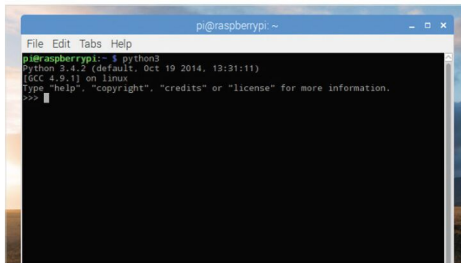 pi@raspberrypi: ~
File Edit Tabs Help
pi@raspberrypi:~ $ python3
Python 3.4.2 (default, Oct 19 2014, 13:31:11)
[GCC 4.9.1] on linux
Type "help", "copyright", "credits" or "license" for more information.
>>>